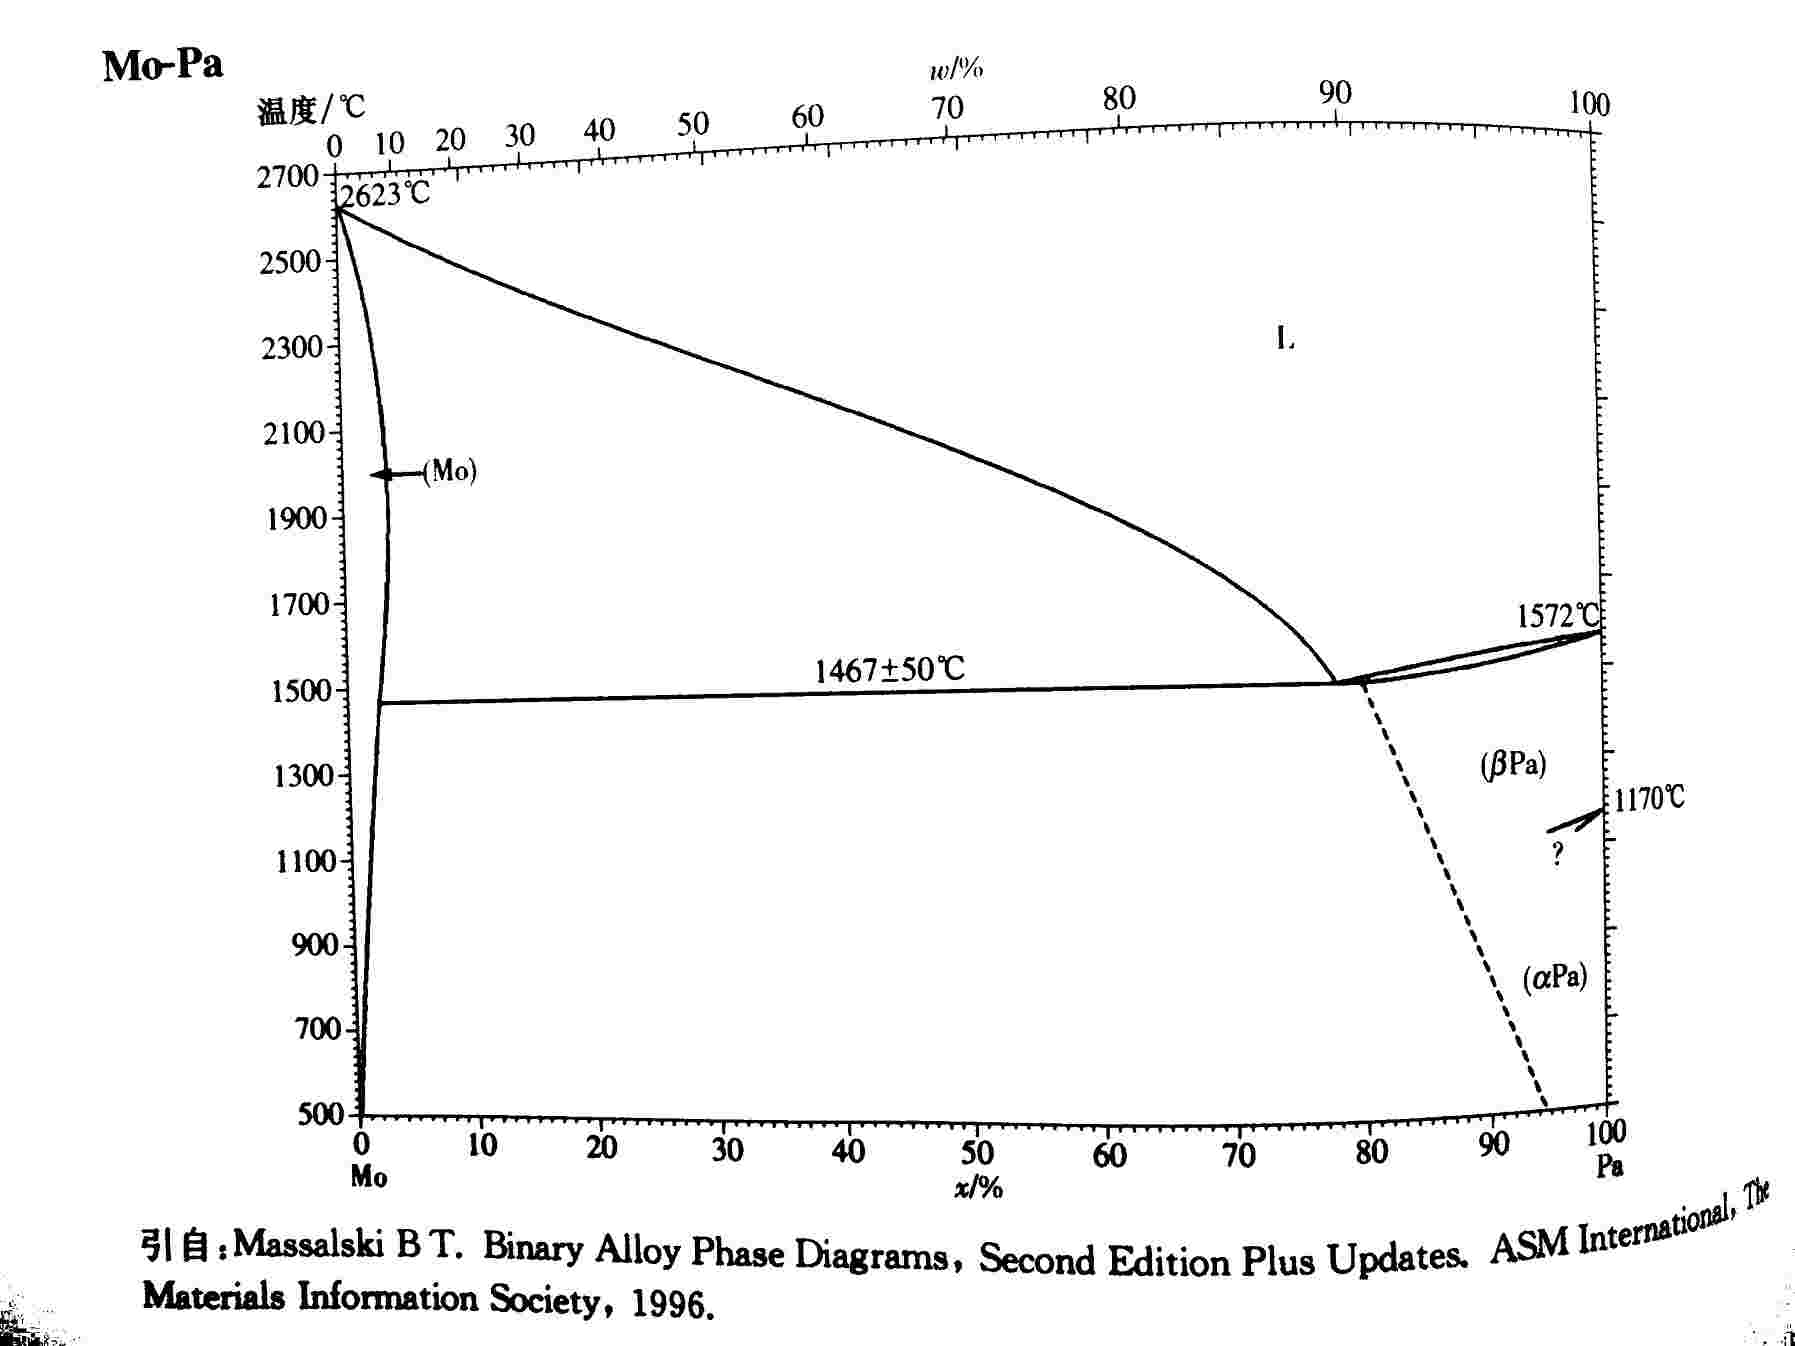 Mo-Pa
w/%
温度/℃
0 10 20 30 40 50 60 70 80 90 100
2700
2623℃
2500
2300
L
2100
(Mo)
1900
1700
1572℃
1467±50℃
1500
(βPa)
1300
1170℃
?
1100
900
(αPa)
700
500
0 10 20 30 40 50 60 70 80 90 100
Mo Pa
x/%
引自:Massalski B T. Binary Alloy Phase Diagrams, Second Edition Plus Updates. ASM International, The
Materials Information Society, 1996.